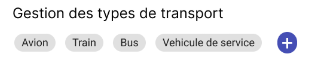 Gestion des types de transport
Avion Train Bus Vehicule de service +